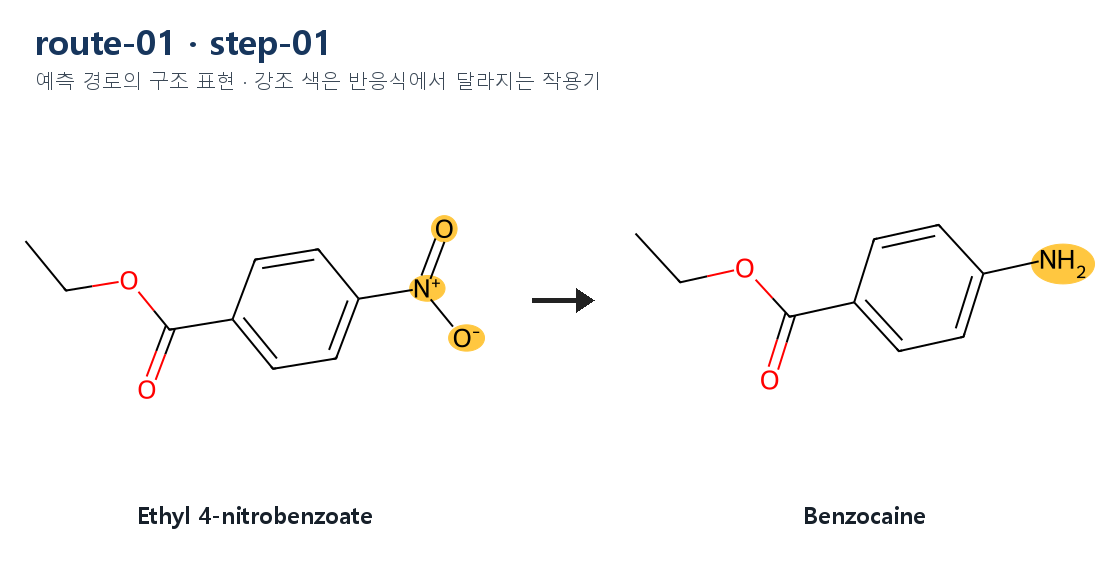 route-01 · step-01
예측 경로의 구조 표현 · 강조 색은 반응식에서 달라지는 작용기
O
O
N⁺
O⁻
O
NH₂
O
O
Ethyl 4-nitrobenzoate
Benzocaine